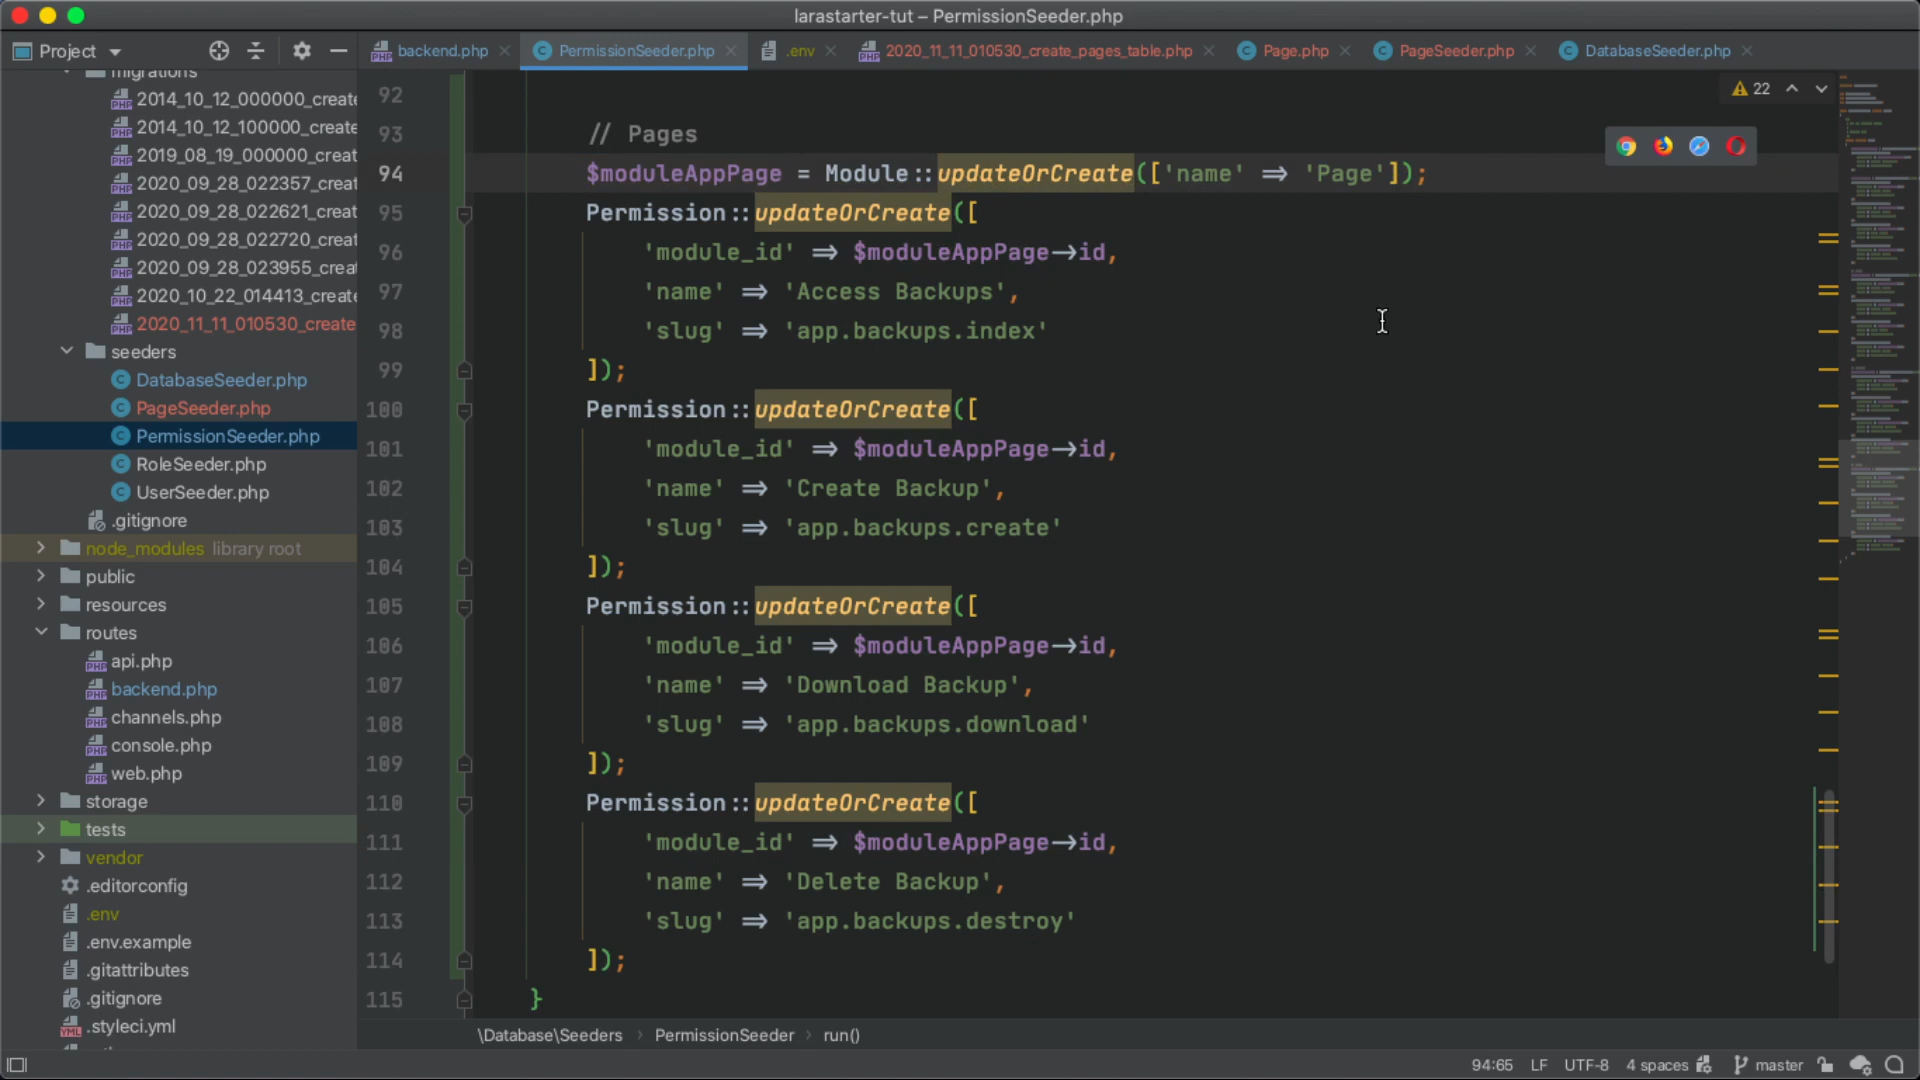 larastarter-tut – PermissionSeeder.php
Project
backend.php
PermissionSeeder.php
.env
2020_11_11_010530_create_pages_table.php
Page.php
PageSeeder.php
DatabaseSeeder.php
migrations
2014_10_12_000000_create
2014_10_12_100000_create
2019_08_19_000000_creat
2020_09_28_022357_creat
2020_09_28_022621_creat
2020_09_28_022720_creat
2020_09_28_023955_creat
2020_10_22_014413_creat
2020_11_11_010530_create
seeders
DatabaseSeeder.php
PageSeeder.php
PermissionSeeder.php
RoleSeeder.php
UserSeeder.php
.gitignore
node_modules library root
public
resources
routes
api.php
backend.php
channels.php
console.php
web.php
storage
tests
vendor
.editorconfig
.env
.env.example
.gitattributes
.gitignore
.styleci.yml
22
92
93 // Pages
94 $moduleAppPage = Module::updateOrCreate(['name' => 'Page']);
95 Permission::updateOrCreate([
96 'module_id' => $moduleAppPage->id,
97 'name' => 'Access Backups',
98 'slug' => 'app.backups.index'
99 ]);
100 Permission::updateOrCreate([
101 'module_id' => $moduleAppPage->id,
102 'name' => 'Create Backup',
103 'slug' => 'app.backups.create'
104 ]);
105 Permission::updateOrCreate([
106 'module_id' => $moduleAppPage->id,
107 'name' => 'Download Backup',
108 'slug' => 'app.backups.download'
109 ]);
110 Permission::updateOrCreate([
111 'module_id' => $moduleAppPage->id,
112 'name' => 'Delete Backup',
113 'slug' => 'app.backups.destroy'
114 ]);
115 }
\Database\Seeders › PermissionSeeder › run()
94:65 LF UTF-8 4 spaces master